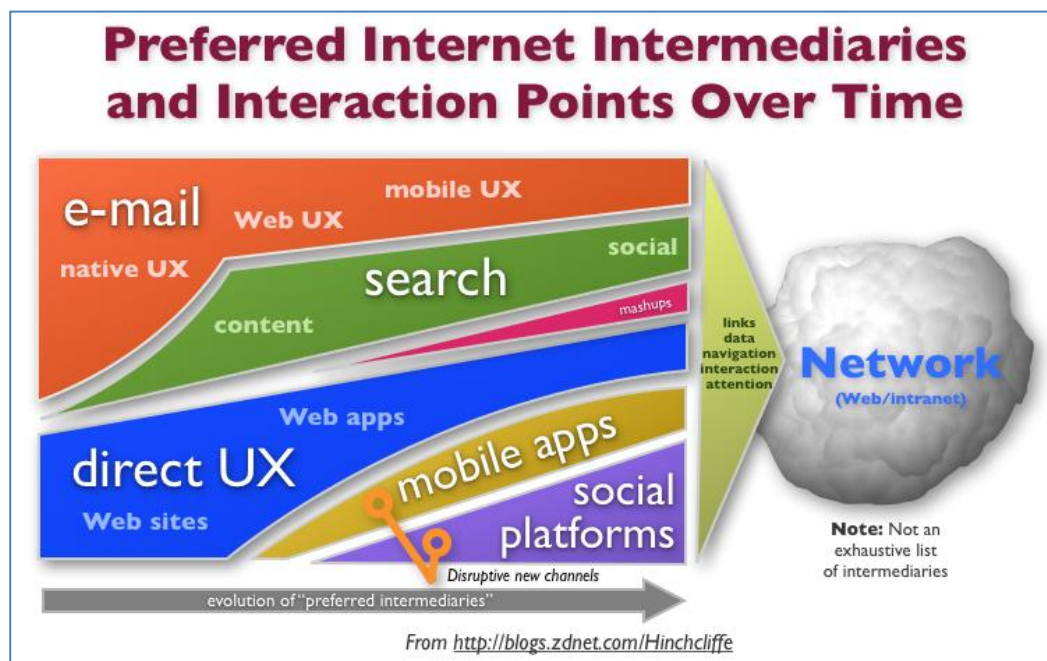 Preferred Internet Intermediaries
and Interaction Points Over Time
e-mail
native UX
Web UX
mobile UX
search
content
social
mashups
direct UX
Web sites
Web apps
mobile apps
social
platforms
Disruptive new channels
evolution of "preferred intermediaries"
links
data
navigation
interaction
attention
Network
(Web/intranet)
Note: Not an
exhaustive list
of intermediaries
From http://blogs.zdnet.com/Hinchcliffe